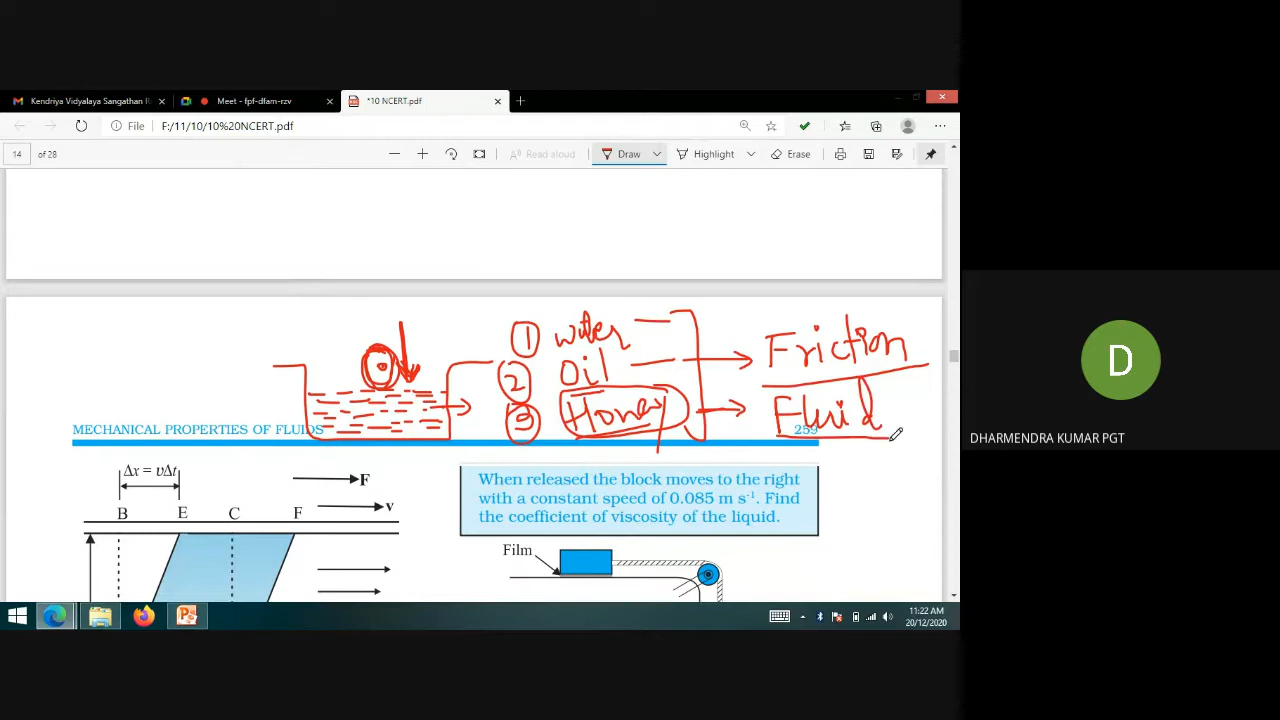 Kendriya Vidyalaya Sangathan R
Meet - fpf-dfam-rzv
*10 NCERT.pdf
File
F:/11/10/10%20NCERT.pdf
14 of 28
Read aloud
Draw
Highlight
Erase
① water
② Oil
③ Honey
Friction
Fluid
MECHANICAL PROPERTIES OF FLUIDS
259
Δx = υΔt
F
v
B E C F
When released the block moves to the right
with a constant speed of 0.085 m s⁻¹. Find
the coefficient of viscosity of the liquid.
Film
D
DHARMENDRA KUMAR PGT
11:22 AM
20/12/2020